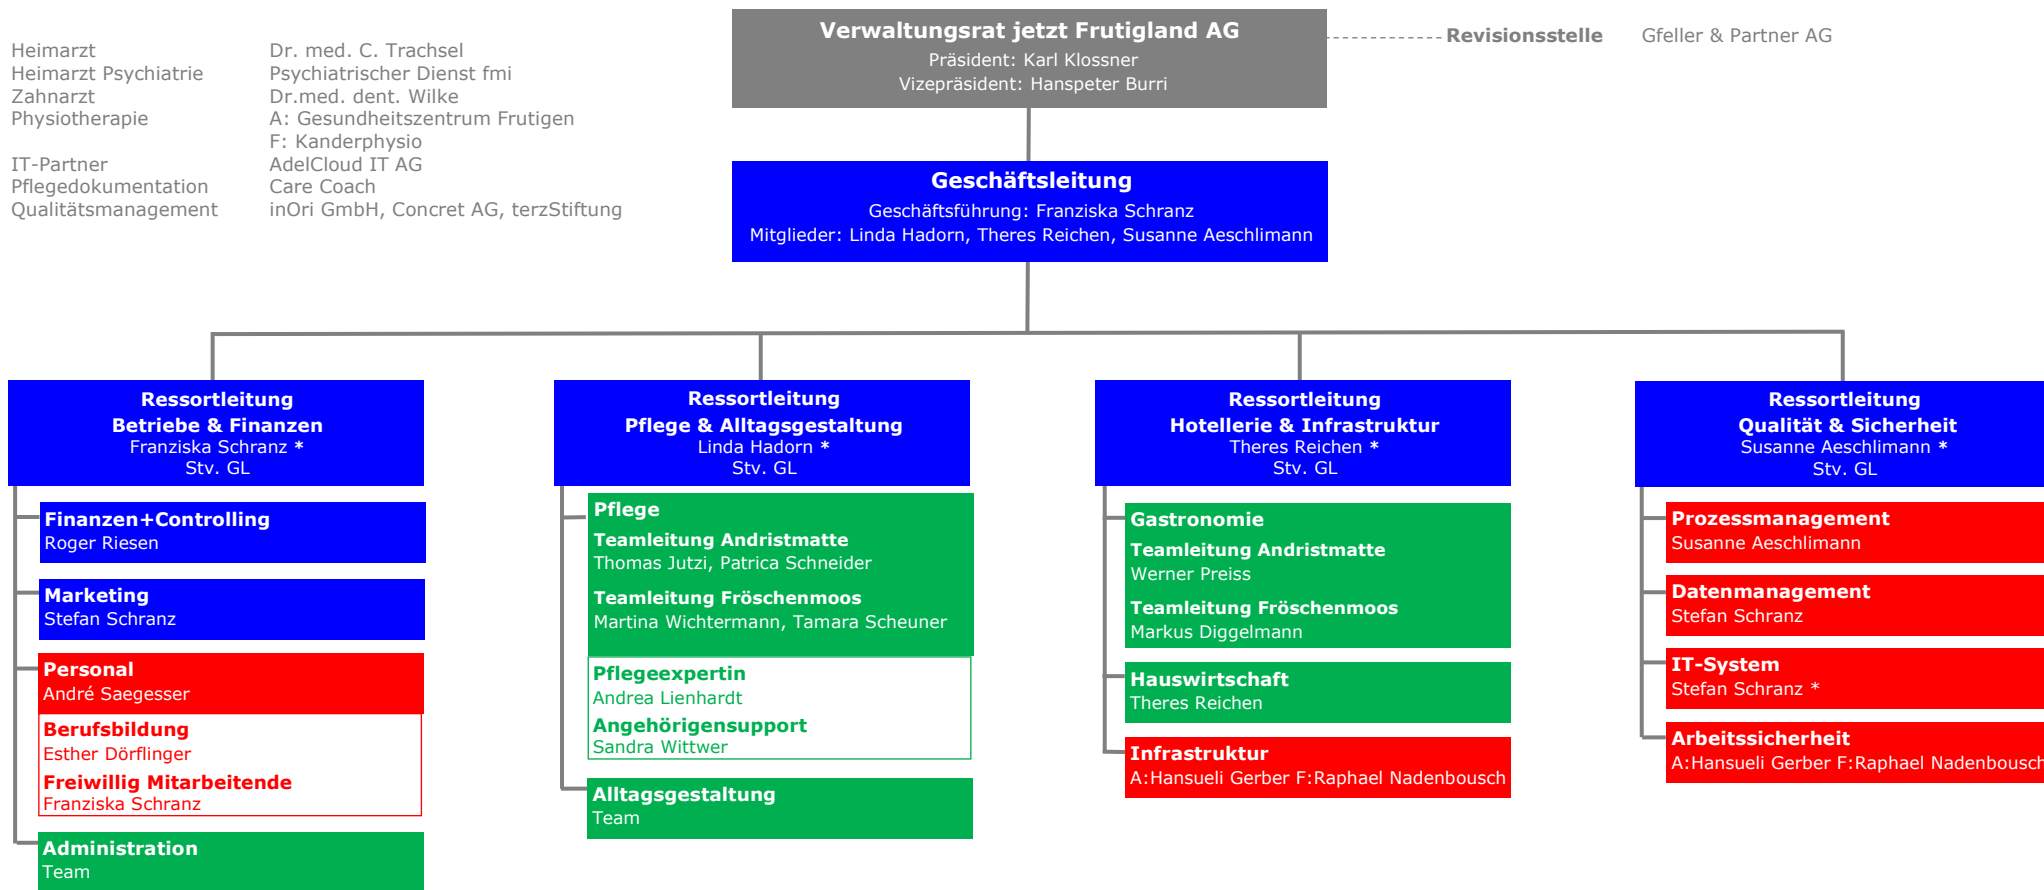 Heimarzt Dr. med. C. Trachsel
Heimarzt Psychiatrie Psychiatrischer Dienst fmi
Zahnarzt Dr.med. dent. Wilke
Physiotherapie A: Gesundheitszentrum Frutigen
F: Kanderphysio
IT-Partner AdelCloud IT AG
Pflegedokumentation Care Coach
Qualitätsmanagement inOri GmbH, Concret AG, terzStiftung
Verwaltungsrat jetzt Frutigland AG
Präsident: Karl Klossner
Vizepräsident: Hanspeter Burri
Revisionsstelle Gfeller & Partner AG
Geschäftsleitung
Geschäftsführung: Franziska Schranz
Mitglieder: Linda Hadorn, Theres Reichen, Susanne Aeschlimann
Ressortleitung
Betriebe & Finanzen
Franziska Schranz *
Stv. GL
Finanzen+Controlling
Roger Riesen
Marketing
Stefan Schranz
Personal
André Saegesser
Berufsbildung
Esther Dörflinger
Freiwillig Mitarbeitende
Franziska Schranz
Administration
Team
Ressortleitung
Pflege & Alltagsgestaltung
Linda Hadorn *
Stv. GL
Pflege
Teamleitung Andristmatte
Thomas Jutzi, Patrica Schneider
Teamleitung Fröschenmoos
Martina Wichtermann, Tamara Scheuner
Pflegeexpertin
Andrea Lienhardt
Angehörigensupport
Sandra Wittwer
Alltagsgestaltung
Team
Ressortleitung
Hotellerie & Infrastruktur
Theres Reichen *
Stv. GL
Gastronomie
Teamleitung Andristmatte
Werner Preiss
Teamleitung Fröschenmoos
Markus Diggelmann
Hauswirtschaft
Theres Reichen
Infrastruktur
A:Hansueli Gerber F:Raphael Nadenbousch
Ressortleitung
Qualität & Sicherheit
Susanne Aeschlimann *
Stv. GL
Prozessmanagement
Susanne Aeschlimann
Datenmanagement
Stefan Schranz
IT-System
Stefan Schranz *
Arbeitssicherheit
A:Hansueli Gerber F:Raphael Nadenbousch